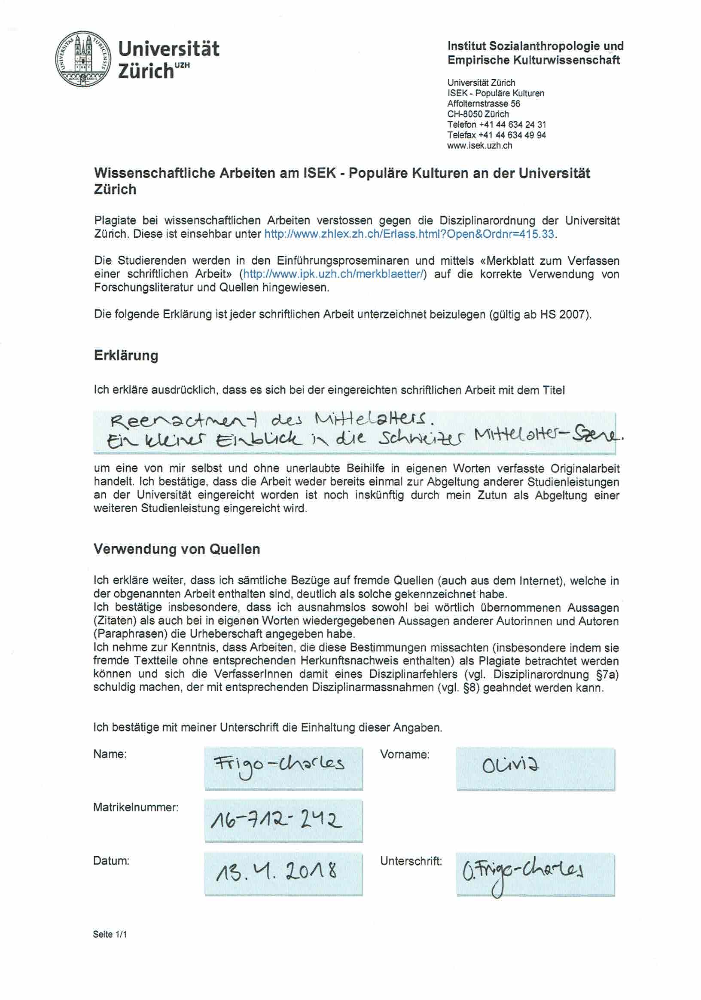 Universität
Zürich UZH
Institut Sozialanthropologie und
Empirische Kulturwissenschaft
Universität Zürich
ISEK - Populäre Kulturen
Affolternstrasse 56
CH-8050 Zürich
Telefon +41 44 634 24 31
Telefax +41 44 634 49 94
www.isek.uzh.ch
Wissenschaftliche Arbeiten am ISEK - Populäre Kulturen an der Universität
Zürich
Plagiate bei wissenschaftlichen Arbeiten verstossen gegen die Disziplinarordnung der Universität
Zürich. Diese ist einsehbar unter http://www.zhlex.zh.ch/Erlass.html?Open&Ordnr=415.33.
Die Studierenden werden in den Einführungsproseminaren und mittels «Merkblatt zum Verfassen
einer schriftlichen Arbeit» (http://www.ipk.uzh.ch/merkblaetter/) auf die korrekte Verwendung von
Forschungsliteratur und Quellen hingewiesen.
Die folgende Erklärung ist jeder schriftlichen Arbeit unterzeichnet beizulegen (gültig ab HS 2007).
Erklärung
Ich erkläre ausdrücklich, dass es sich bei der eingereichten schriftlichen Arbeit mit dem Titel
Reenactment des Mittelalters.
Ein kleiner Einblick in die Schweizer Mittelalter-Szene.
um eine von mir selbst und ohne unerlaubte Beihilfe in eigenen Worten verfasste Originalarbeit
handelt. Ich bestätige, dass die Arbeit weder bereits einmal zur Abgeltung anderer Studienleistungen
an der Universität eingereicht worden ist noch inskünftig durch mein Zutun als Abgeltung einer
weiteren Studienleistung eingereicht wird.
Verwendung von Quellen
Ich erkläre weiter, dass ich sämtliche Bezüge auf fremde Quellen (auch aus dem Internet), welche in
der obgenannten Arbeit enthalten sind, deutlich als solche gekennzeichnet habe.
Ich bestätige insbesondere, dass ich ausnahmslos sowohl bei wörtlich übernommenen Aussagen
(Zitaten) als auch bei in eigenen Worten wiedergegebenen Aussagen anderer Autorinnen und Autoren
(Paraphrasen) die Urheberschaft angegeben habe.
Ich nehme zur Kenntnis, dass Arbeiten, die diese Bestimmungen missachten (insbesondere indem sie
fremde Textteile ohne entsprechenden Herkunftsnachweis enthalten) als Plagiate betrachtet werden
können und sich die VerfasserInnen damit eines Disziplinarfehlers (vgl. Disziplinarordnung §7a)
schuldig machen, der mit entsprechenden Disziplinarmassnahmen (vgl. §8) geahndet werden kann.
Ich bestätige mit meiner Unterschrift die Einhaltung dieser Angaben.
Name: Frigo-Charles Vorname: Olivia
Matrikelnummer: 16-712-242
Datum: 13.4.2018 Unterschrift: O.Frigo-Charles
Seite 1/1